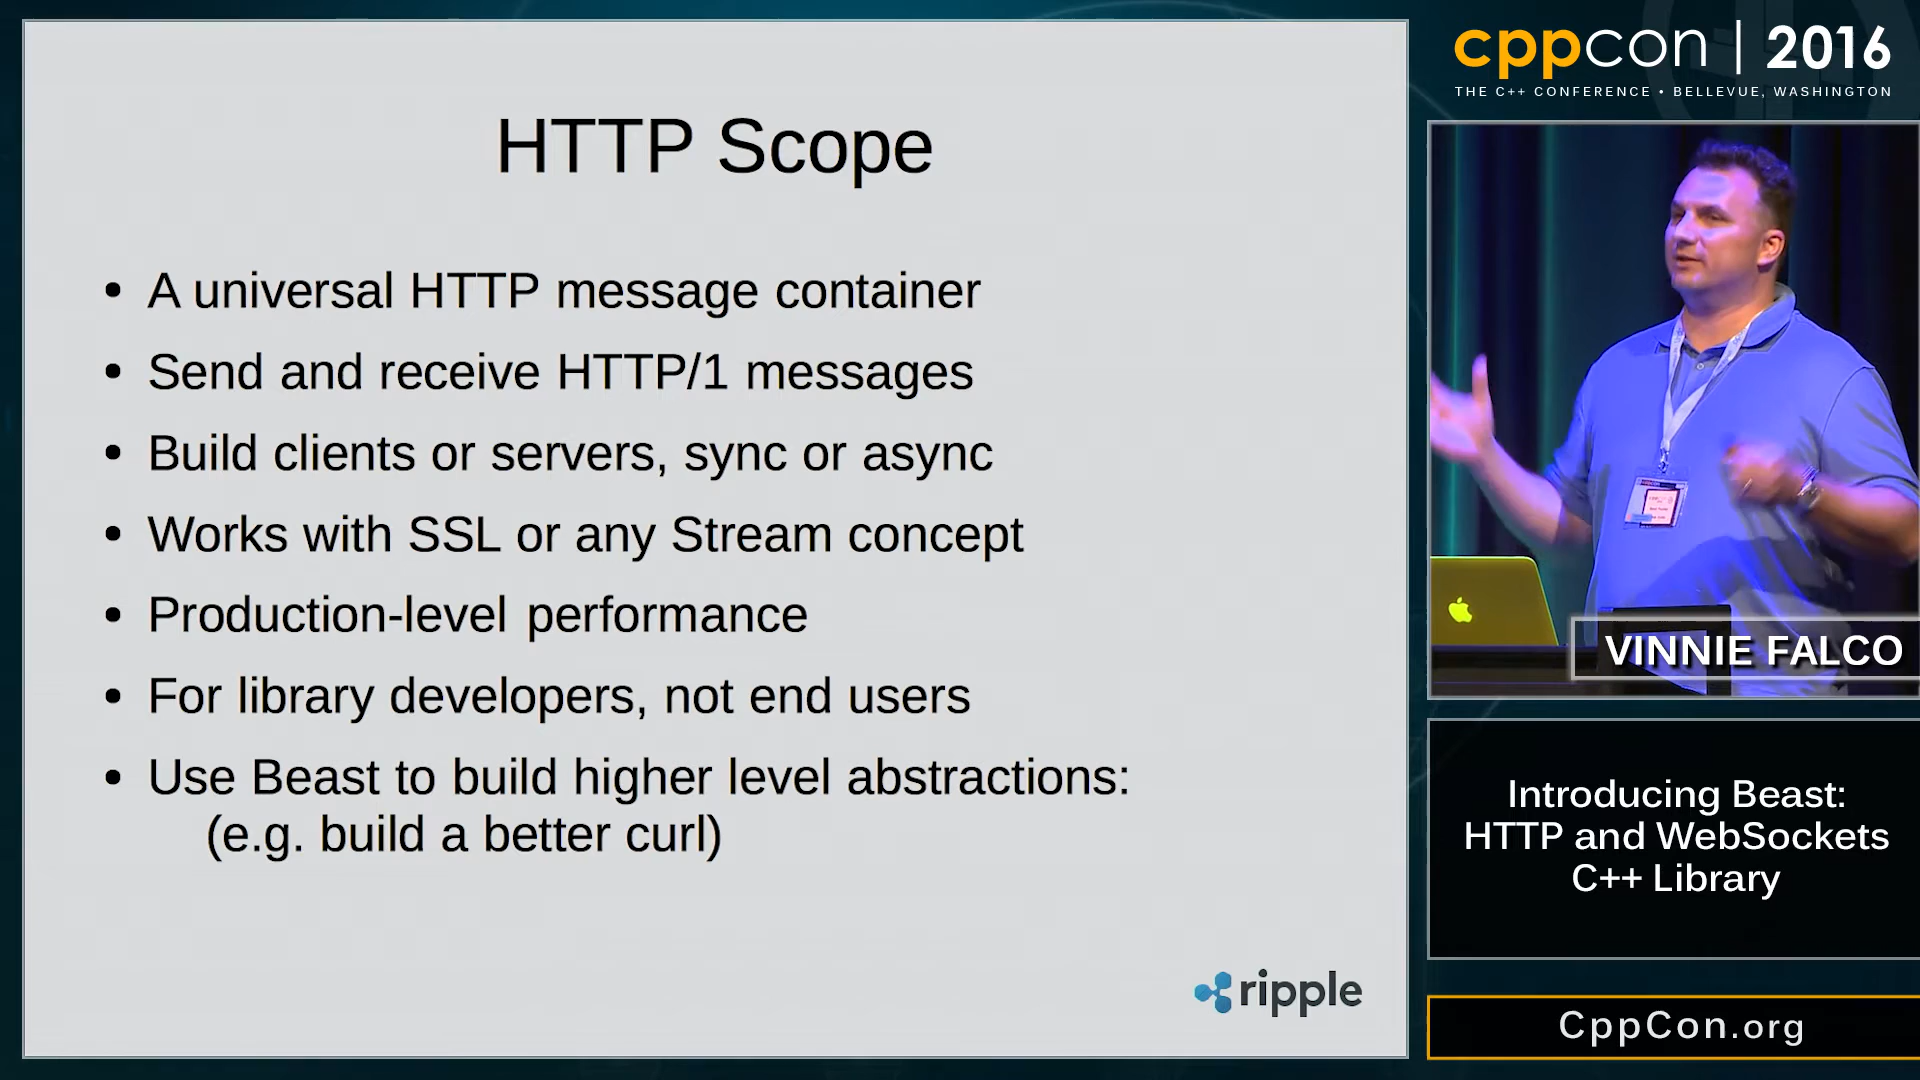 HTTP Scope
• A universal HTTP message container
• Send and receive HTTP/1 messages
• Build clients or servers, sync or async
• Works with SSL or any Stream concept
• Production-level performance
• For library developers, not end users
• Use Beast to build higher level abstractions:
(e.g. build a better curl)
ripple
cppcon | 2016
THE C++ CONFERENCE • BELLEVUE, WASHINGTON
VINNIE FALCO
Introducing Beast:
HTTP and WebSockets
C++ Library
CppCon.org